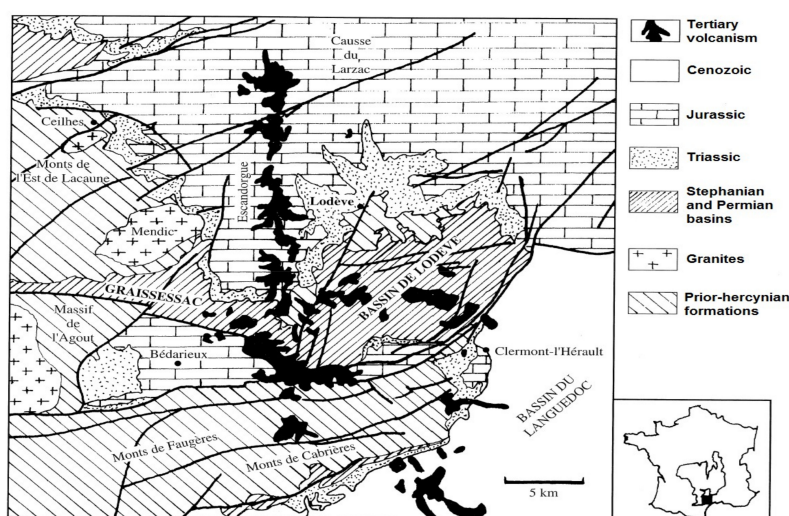 Causse
du
Larzac
Ceilhes
Monts de
l'Est de Lacaune
Escandorgue
Lodève
Mendic
GRAISSESSAC
BASSIN DE LODÈVE
Massif
de
l'Agout
Bédarieux
Clermont-l'Hérault
BASSIN DU
LANGUEDOC
Monts de Faugères
Monts de Cabrières
5 km
Tertiary
volcanism
Cenozoic
Jurassic
Triassic
Stephanian
and Permian
basins
Granites
Prior-hercynian
formations